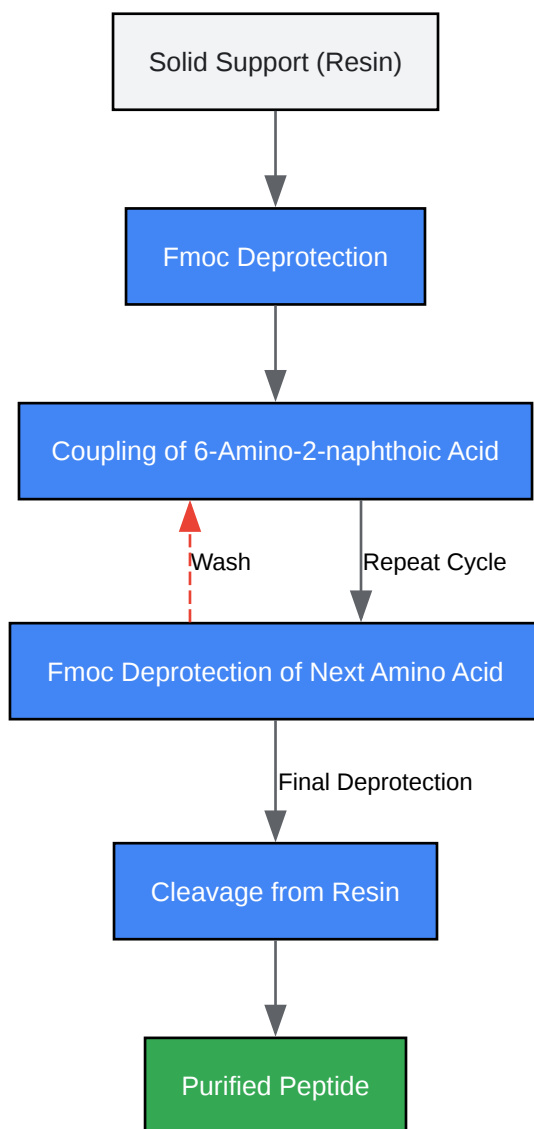 Solid Support (Resin)
Fmoc Deprotection
Coupling of 6-Amino-2-naphthoic Acid
Wash
Repeat Cycle
Fmoc Deprotection of Next Amino Acid
Final Deprotection
Cleavage from Resin
Purified Peptide